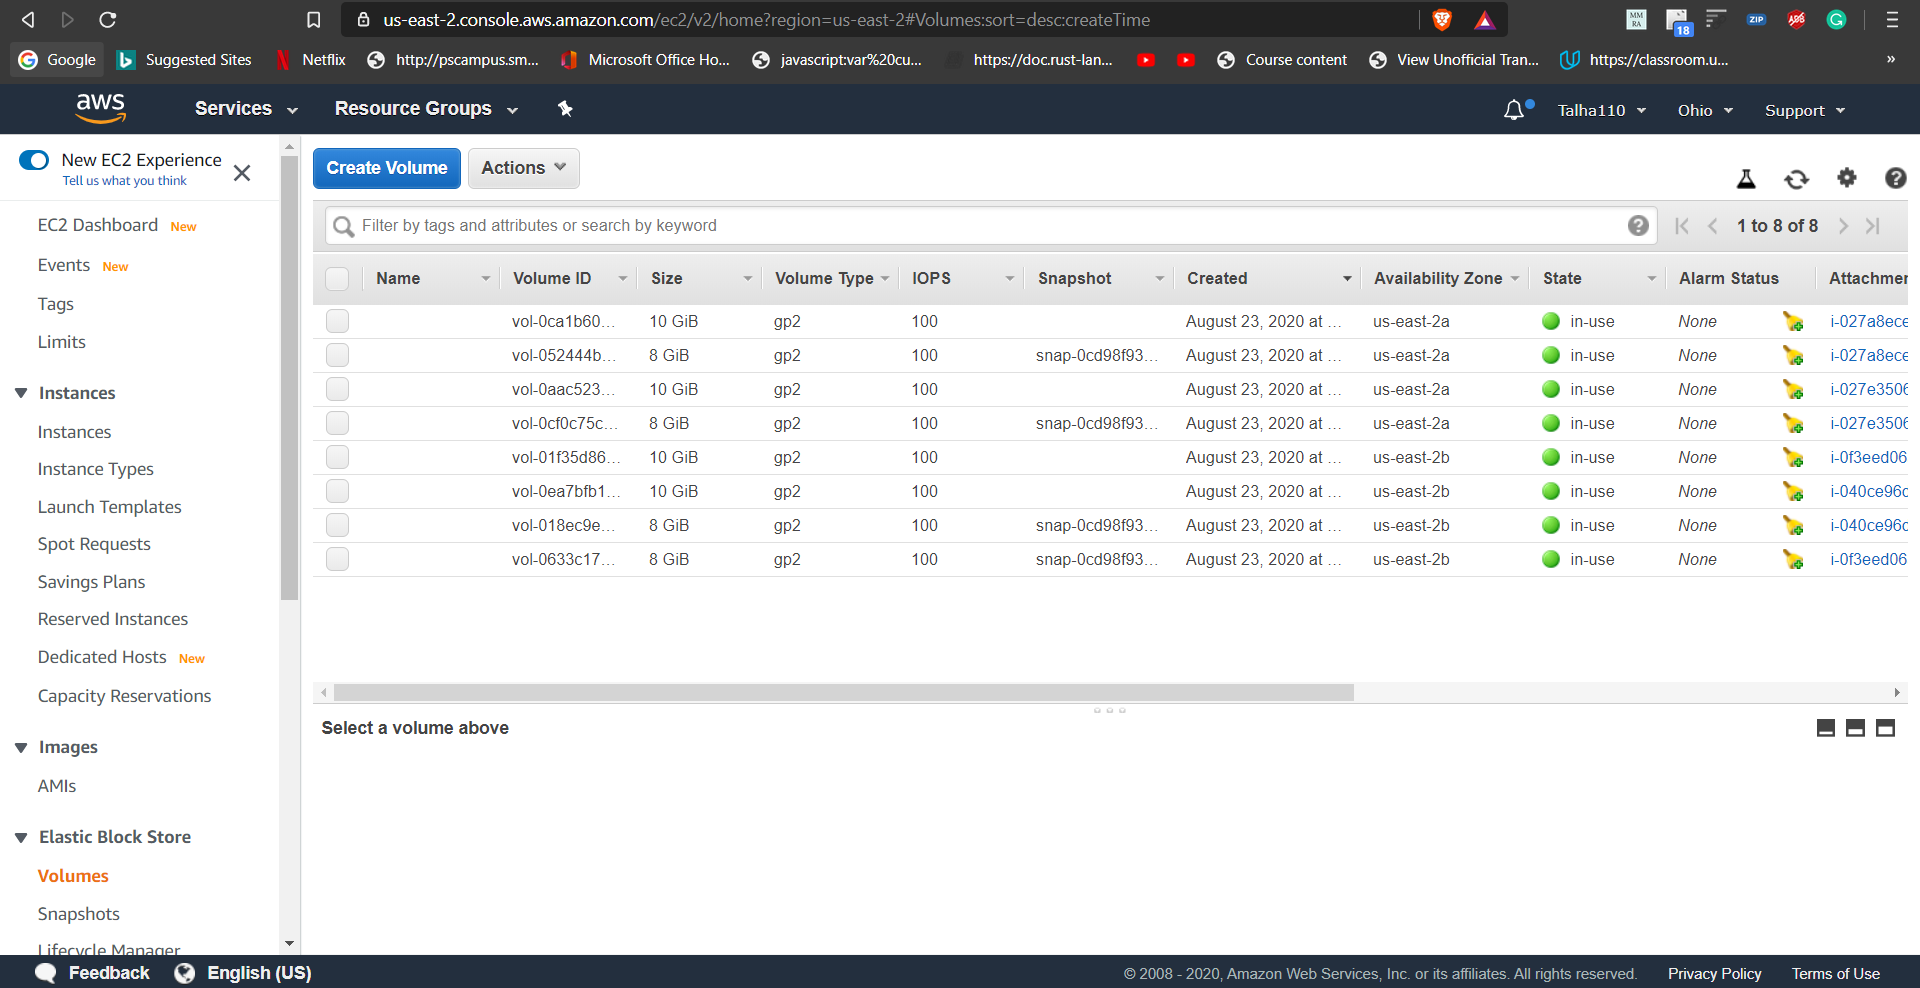 us-east-2.console.aws.amazon.com/ec2/v2/home?region=us-east-2#Volumes:sort=desc:createTime
MM RA
18
ZIP
ABB
G
Google
Suggested Sites
Netflix
http://pscampus.sm...
Microsoft Office Ho...
javascript:var%20cu...
https://doc.rust-lan...
Course content
View Unofficial Tran...
https://classroom.u...
»
aws
Services
Resource Groups
Talha110
Ohio
Support
New EC2 Experience
Tell us what you think
EC2 Dashboard New
Events New
Tags
Limits
Instances
Instances
Instance Types
Launch Templates
Spot Requests
Savings Plans
Reserved Instances
Dedicated Hosts New
Capacity Reservations
Images
AMIs
Elastic Block Store
Volumes
Snapshots
Lifecycle Manager
Create Volume
Actions
Filter by tags and attributes or search by keyword
1 to 8 of 8
Name Volume ID Size Volume Type IOPS Snapshot Created Availability Zone State Alarm Status Attachmen
vol-0ca1b60... 10 GiB gp2 100 August 23, 2020 at ... us-east-2a in-use None i-027a8ece
vol-052444b... 8 GiB gp2 100 snap-0cd98f93... August 23, 2020 at ... us-east-2a in-use None i-027a8ece
vol-0aac523... 10 GiB gp2 100 August 23, 2020 at ... us-east-2a in-use None i-027e3506
vol-0cf0c75c... 8 GiB gp2 100 snap-0cd98f93... August 23, 2020 at ... us-east-2a in-use None i-027e3506
vol-01f35d86... 10 GiB gp2 100 August 23, 2020 at ... us-east-2b in-use None i-0f3eed06
vol-0ea7bfb1... 10 GiB gp2 100 August 23, 2020 at ... us-east-2b in-use None i-040ce96c
vol-018ec9e... 8 GiB gp2 100 snap-0cd98f93... August 23, 2020 at ... us-east-2b in-use None i-040ce96c
vol-0633c17... 8 GiB gp2 100 snap-0cd98f93... August 23, 2020 at ... us-east-2b in-use None i-0f3eed06
Select a volume above
Feedback
English (US)
© 2008 - 2020, Amazon Web Services, Inc. or its affiliates. All rights reserved.
Privacy Policy
Terms of Use